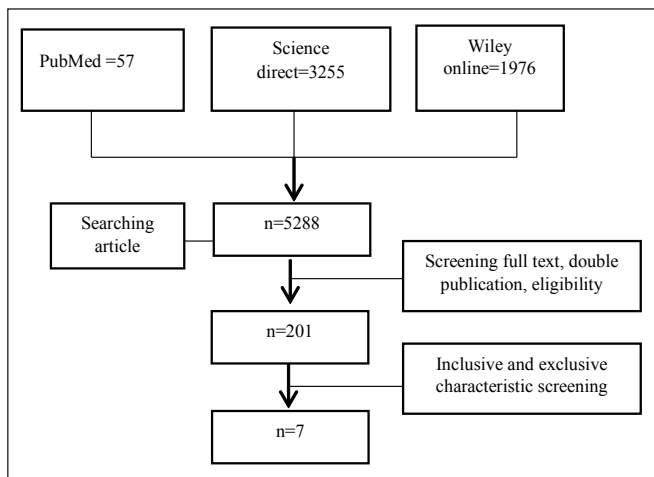 PubMed =57
Science
direct=3255
Wiley
online=1976
Searching
article
n=5288
Screening full text, double
publication, eligibility
n=201
Inclusive and exclusive
characteristic screening
n=7